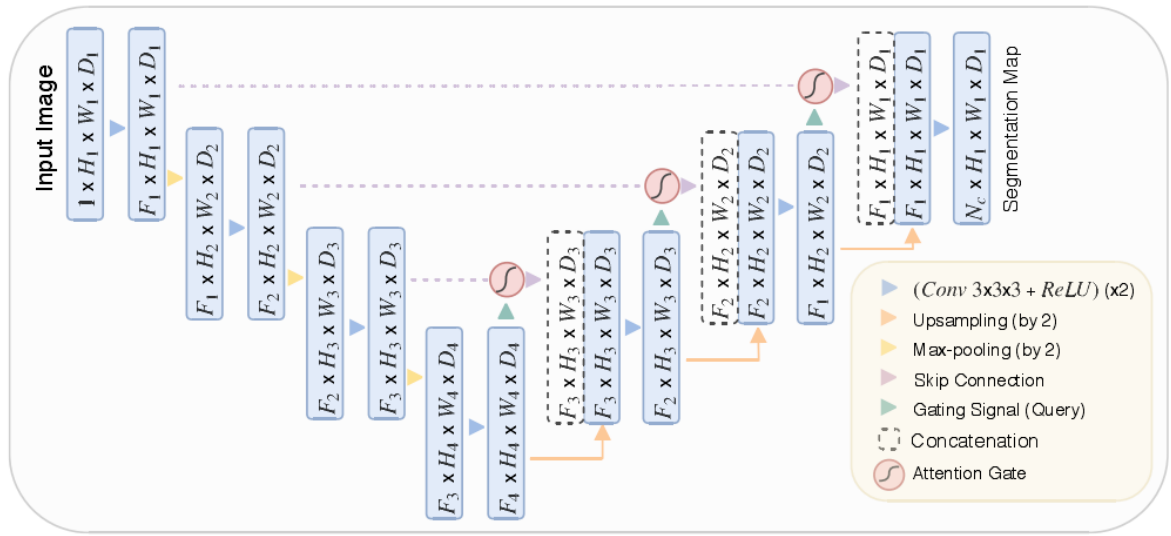 Input Image
1 x H₁ x W₁ x D₁
F₁ x H₁ x W₁ x D₁
F₁ x H₂ x W₂ x D₂
F₂ x H₂ x W₂ x D₂
F₂ x H₃ x W₃ x D₃
F₃ x H₃ x W₃ x D₃
F₃ x H₄ x W₄ x D₄
F₄ x H₄ x W₄ x D₄
F₃ x H₃ x W₃ x D₃
F₃ x H₃ x W₃ x D₃
F₂ x H₃ x W₃ x D₃
F₂ x H₂ x W₂ x D₂
F₂ x H₂ x W₂ x D₂
F₁ x H₂ x W₂ x D₂
F₁ x H₁ x W₁ x D₁
F₁ x H₁ x W₁ x D₁
N_c x H₁ x W₁ x D₁
Segmentation Map
(Conv 3x3x3 + ReLU) (x2)
Upsampling (by 2)
Max-pooling (by 2)
Skip Connection
Gating Signal (Query)
Concatenation
Attention Gate